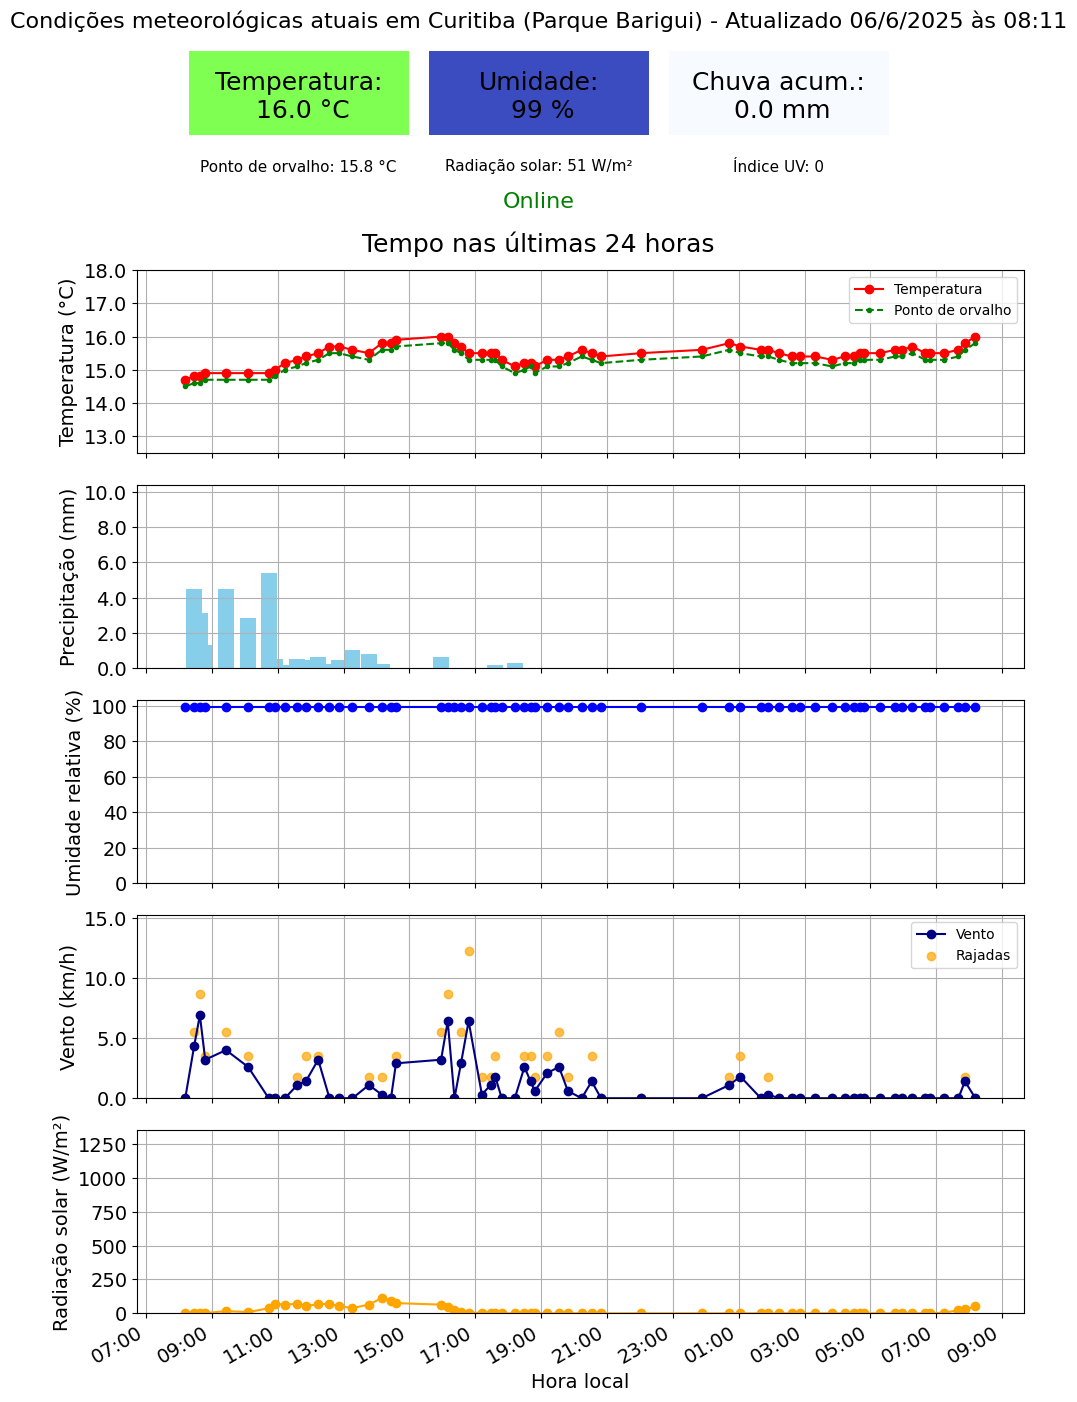 Condições meteorológicas atuais em Curitiba (Parque Barigui) - Atualizado 06/6/2025 às 08:11
Temperatura:
16.0 °C
Umidade:
99 %
Chuva acum.:
0.0 mm
Ponto de orvalho: 15.8 °C
Radiação solar: 51 W/m²
Índice UV: 0
Online
Tempo nas últimas 24 horas
Temperatura (°C)
18.0
17.0
16.0
15.0
14.0
13.0
Temperatura
Ponto de orvalho
Precipitação (mm)
10.0
8.0
6.0
4.0
2.0
0.0
Umidade relativa (%)
100
80
60
40
20
0
Vento (km/h)
15.0
10.0
5.0
0.0
Vento
Rajadas
Radiação solar (W/m²)
1250
1000
750
500
250
0
07:00
09:00
11:00
13:00
15:00
17:00
19:00
21:00
23:00
01:00
03:00
05:00
07:00
09:00
Hora local